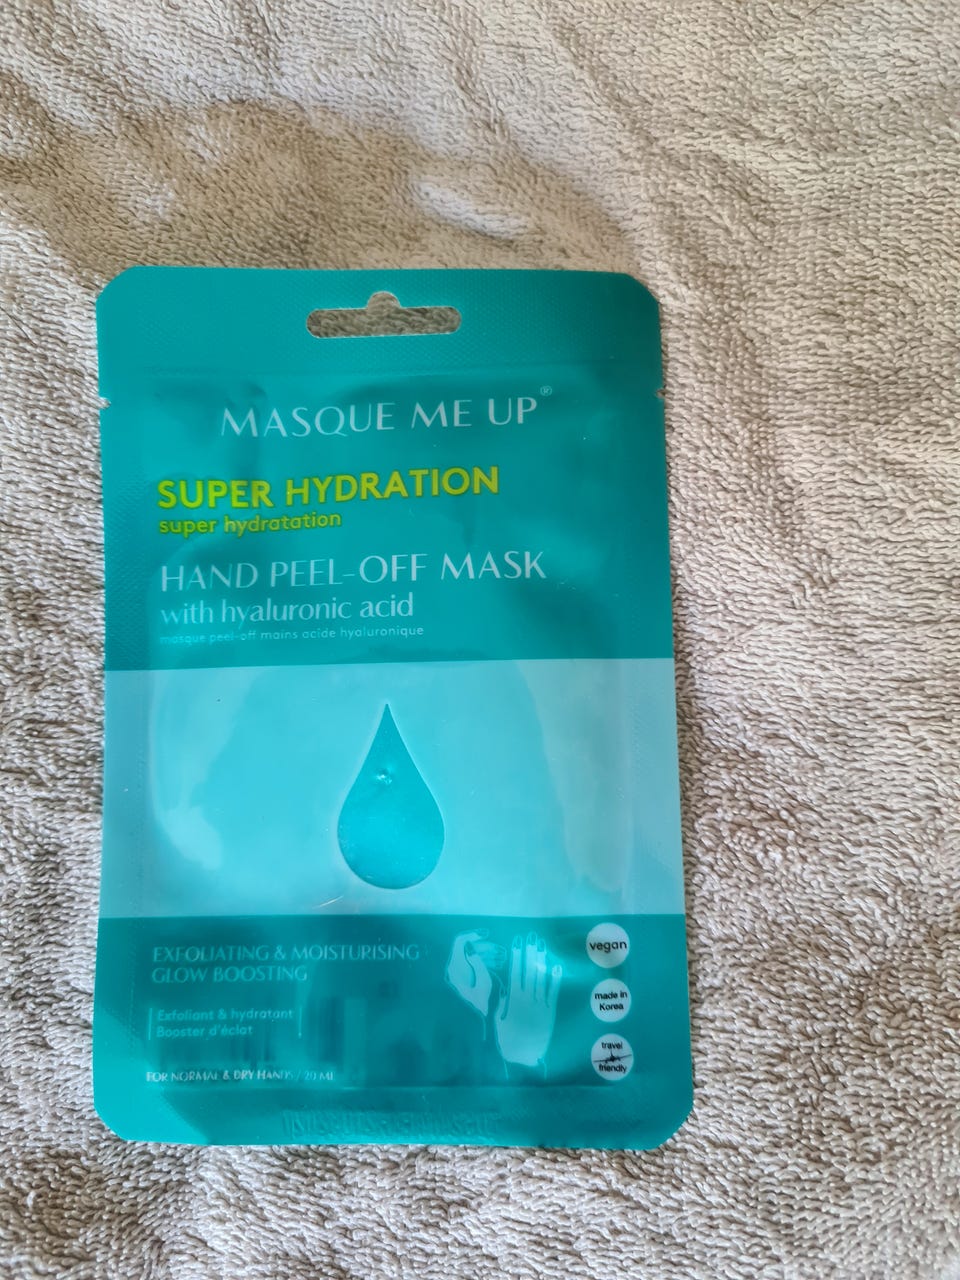 MASQUE ME UP®
SUPER HYDRATION
super hydratation
HAND PEEL-OFF MASK
with hyaluronic acid
masque peel-off mains acide hyaluronique
EXFOLIATING & MOISTURISING
GLOW BOOSTING
Exfoliant & hydratant
Booster d'éclat
FOR NORMAL & DRY HANDS / 20 ML
vegan
made in
Korea
travel
friendly